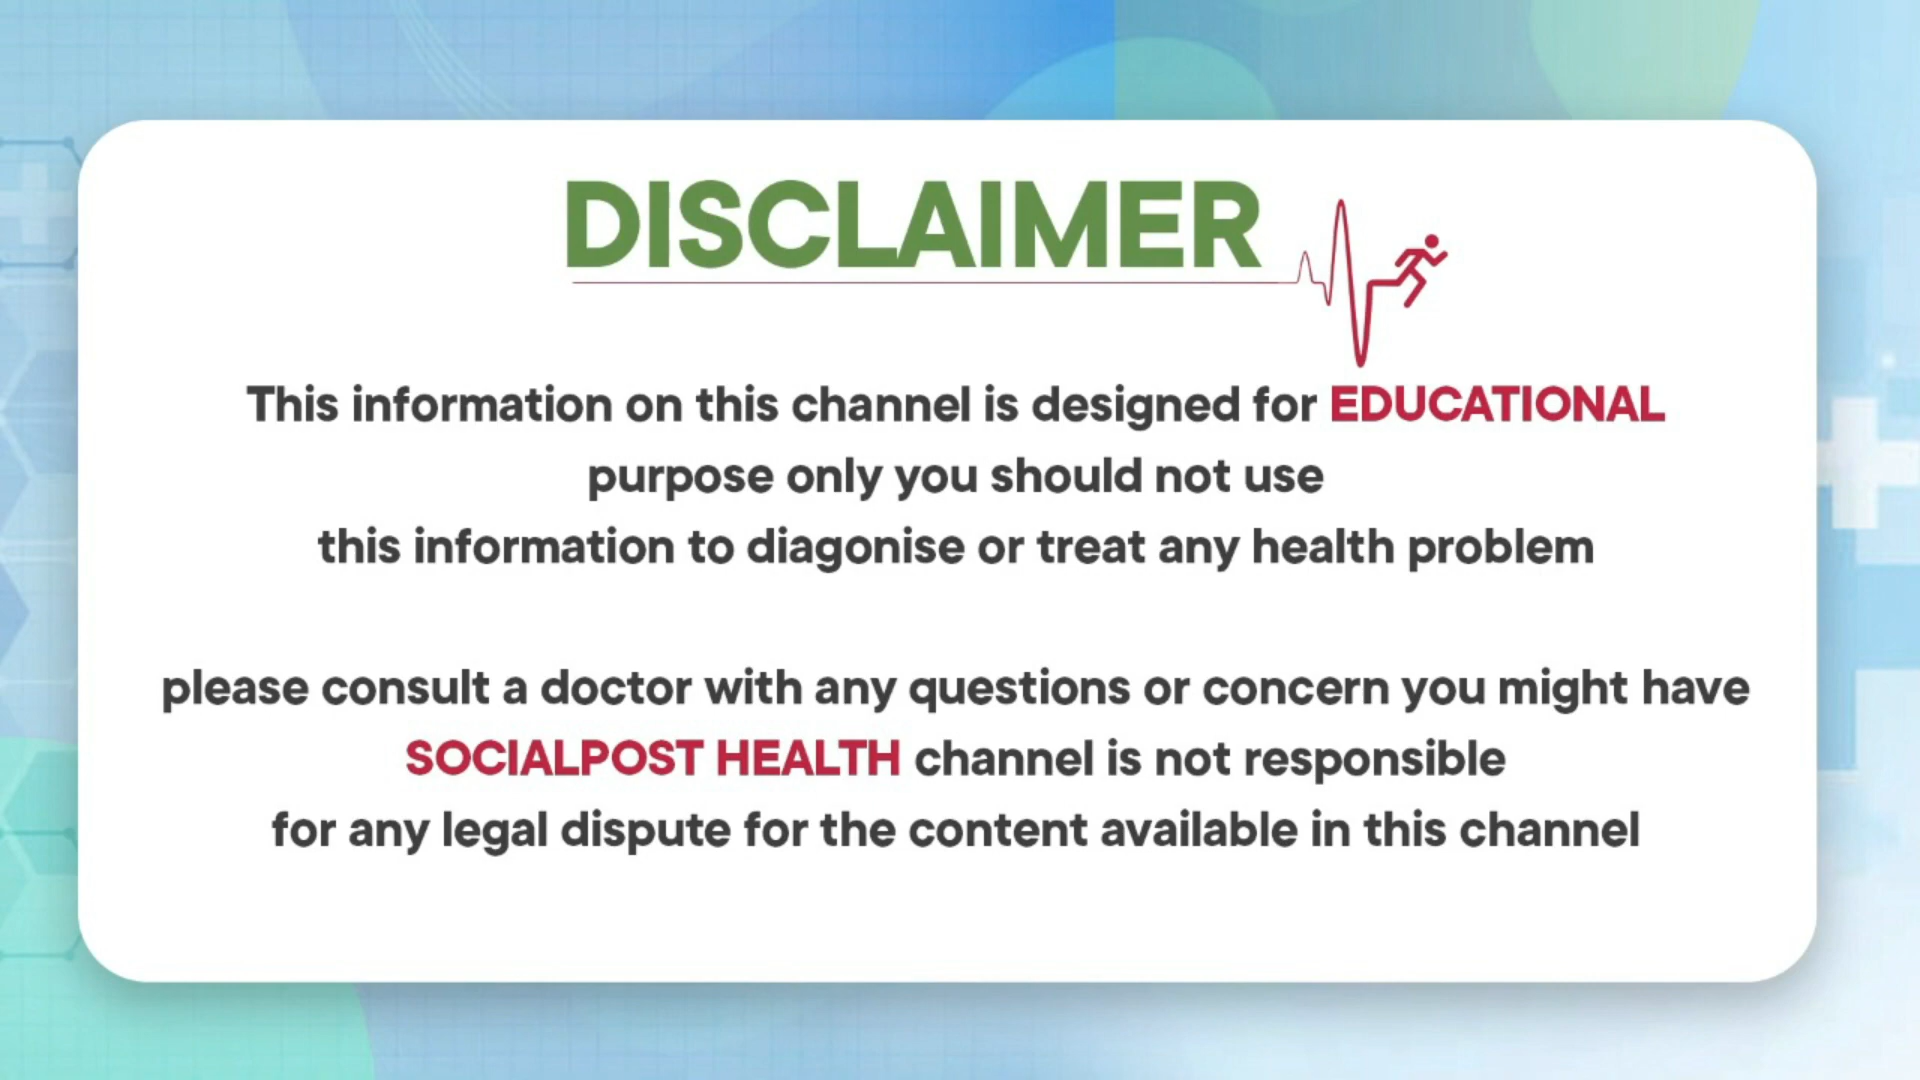 DISCLAIMER
This information on this channel is designed for EDUCATIONAL
purpose only you should not use
this information to diagonise or treat any health problem
please consult a doctor with any questions or concern you might have
SOCIALPOST HEALTH channel is not responsible
for any legal dispute for the content available in this channel